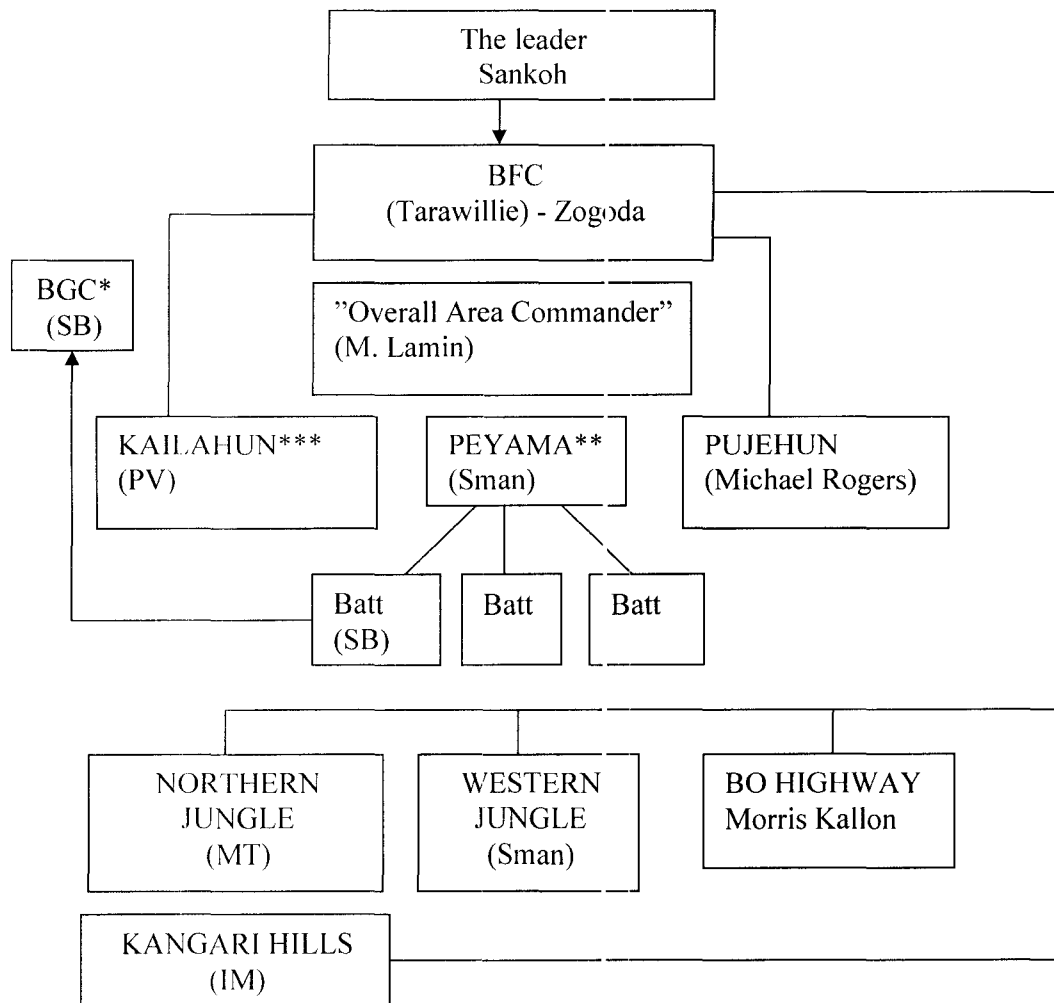 The leader
Sankoh
BFC
(Tarawillie) - Zogoda
BGC*
(SB)
”Overall Area Commander”
(M. Lamin)
KAILAHUN***
(PV)
PEYAMA**
(Sman)
PUJEHUN
(Michael Rogers)
Batt
(SB)
Batt
Batt
NORTHERN
JUNGLE
(MT)
WESTERN
JUNGLE
(Sman)
BO HIGHWAY
Morris Kallon
KANGARI HILLS
(IM)